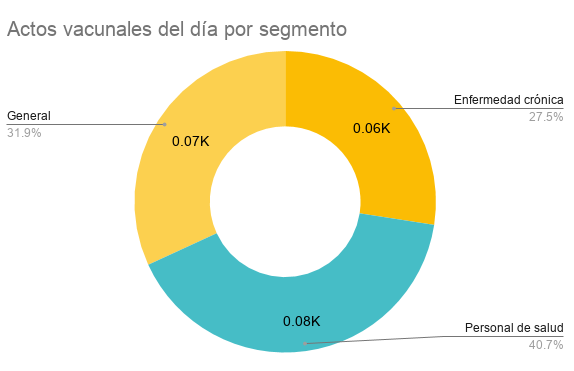 Actos vacunales del día por segmento
General
31.9%
Enfermedad crónica
27.5%
0.07K
0.06K
0.08K
Personal de salud
40.7%